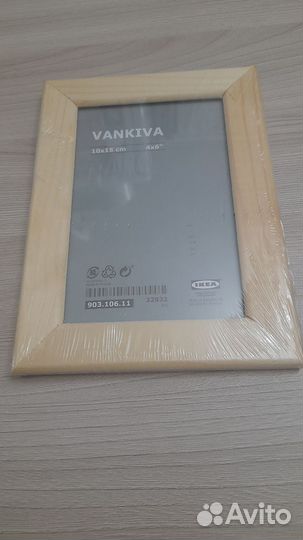 VANKIVA
10x15 cm 4x6"
IKEA
903.106.11
Avito